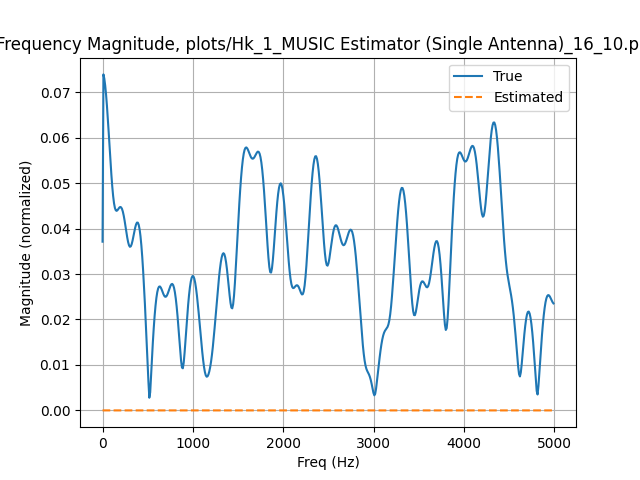 Frequency Magnitude, plots/Hk_1_MUSIC Estimator (Single Antenna)_16_10.p
True
Estimated
Magnitude (normalized)
0.07
0.06
0.05
0.04
0.03
0.02
0.01
0.00
0 1000 2000 3000 4000 5000
Freq (Hz)